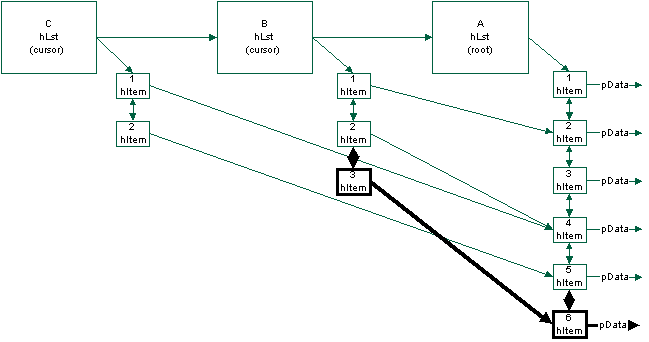 C
hLst
(cursor)
B
hLst
(cursor)
A
hLst
(root)
1
hItem
1
hItem
1
hItem
pData
2
hItem
2
hItem
2
hItem
pData
3
hItem
3
hItem
pData
4
hItem
pData
5
hItem
pData
6
hItem
pData